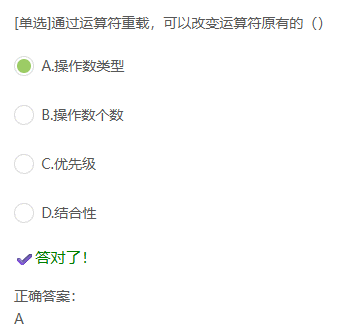 [单选]通过运算符重载，可以改变运算符原有的（）
A.操作数类型
B.操作数个数
C.优先级
D.结合性
答对了！
正确答案：
A